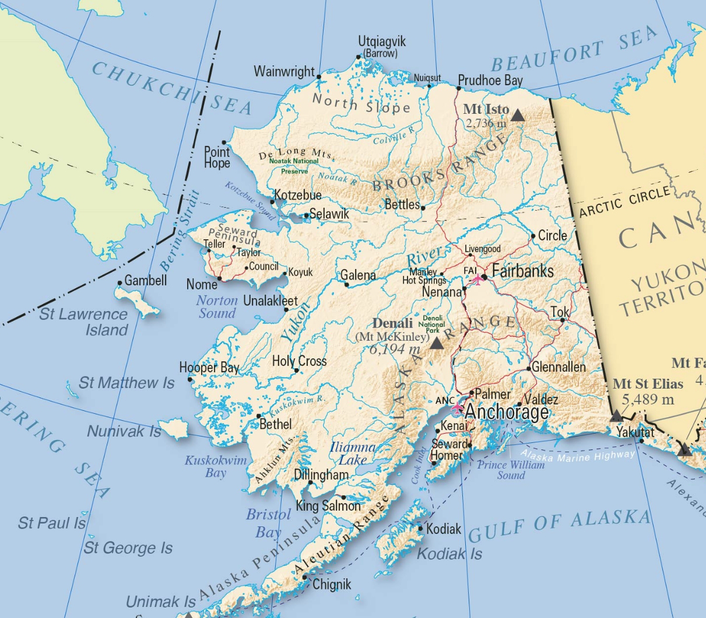 Utqiagvik
(Barrow)
BEAUFORT SEA
CHUKCHI SEA
Wainwright
Nuiqsut
Prudhoe Bay
North Slope
Mt Isto
2,736 m
Colville R.
Point
Hope
De Long Mts.
Noatak National
Preserve
Noatak R.
BROOKS RANGE
Kotzebue Sound
Kotzebue
Selawik
Bettles
ARCTIC CIRCLE
Bering Strait
Seward
Peninsula
Teller
Taylor
Council
Koyuk
Nome
Circle
CAN
YUKON
TERRITO
River
Livengood
Manley
Hot Springs
FAI
Fairbanks
Nenana
Gambell
St Lawrence
Island
Norton
Sound
Unalakleet
Galena
Yukon
Denali
National
Park
Denali
(Mt McKinley)
6,194 m
ALASKA RANGE
Tok
St Matthew Is
Hooper Bay
Holy Cross
Glennallen
Mt St Elias
5,489 m
Mt Fa
4
BERING SEA
Nunivak Is
Bethel
Kuskokwim R.
ANC
Palmer
Anchorage
Valdez
Kenai
Seward
Homer
Cook Inlet
Yakutat
Prince William
Sound
Alaska Marine Highway
Alexand
Kuskokwim
Bay
Ahklun Mts.
Iliamna
Lake
Dillingham
King Salmon
Bristol
Bay
St Paul Is
St George Is
Alaska Peninsula
Aleutian Range
Kodiak
Kodiak Is
GULF OF ALASKA
Chignik
Unimak Is